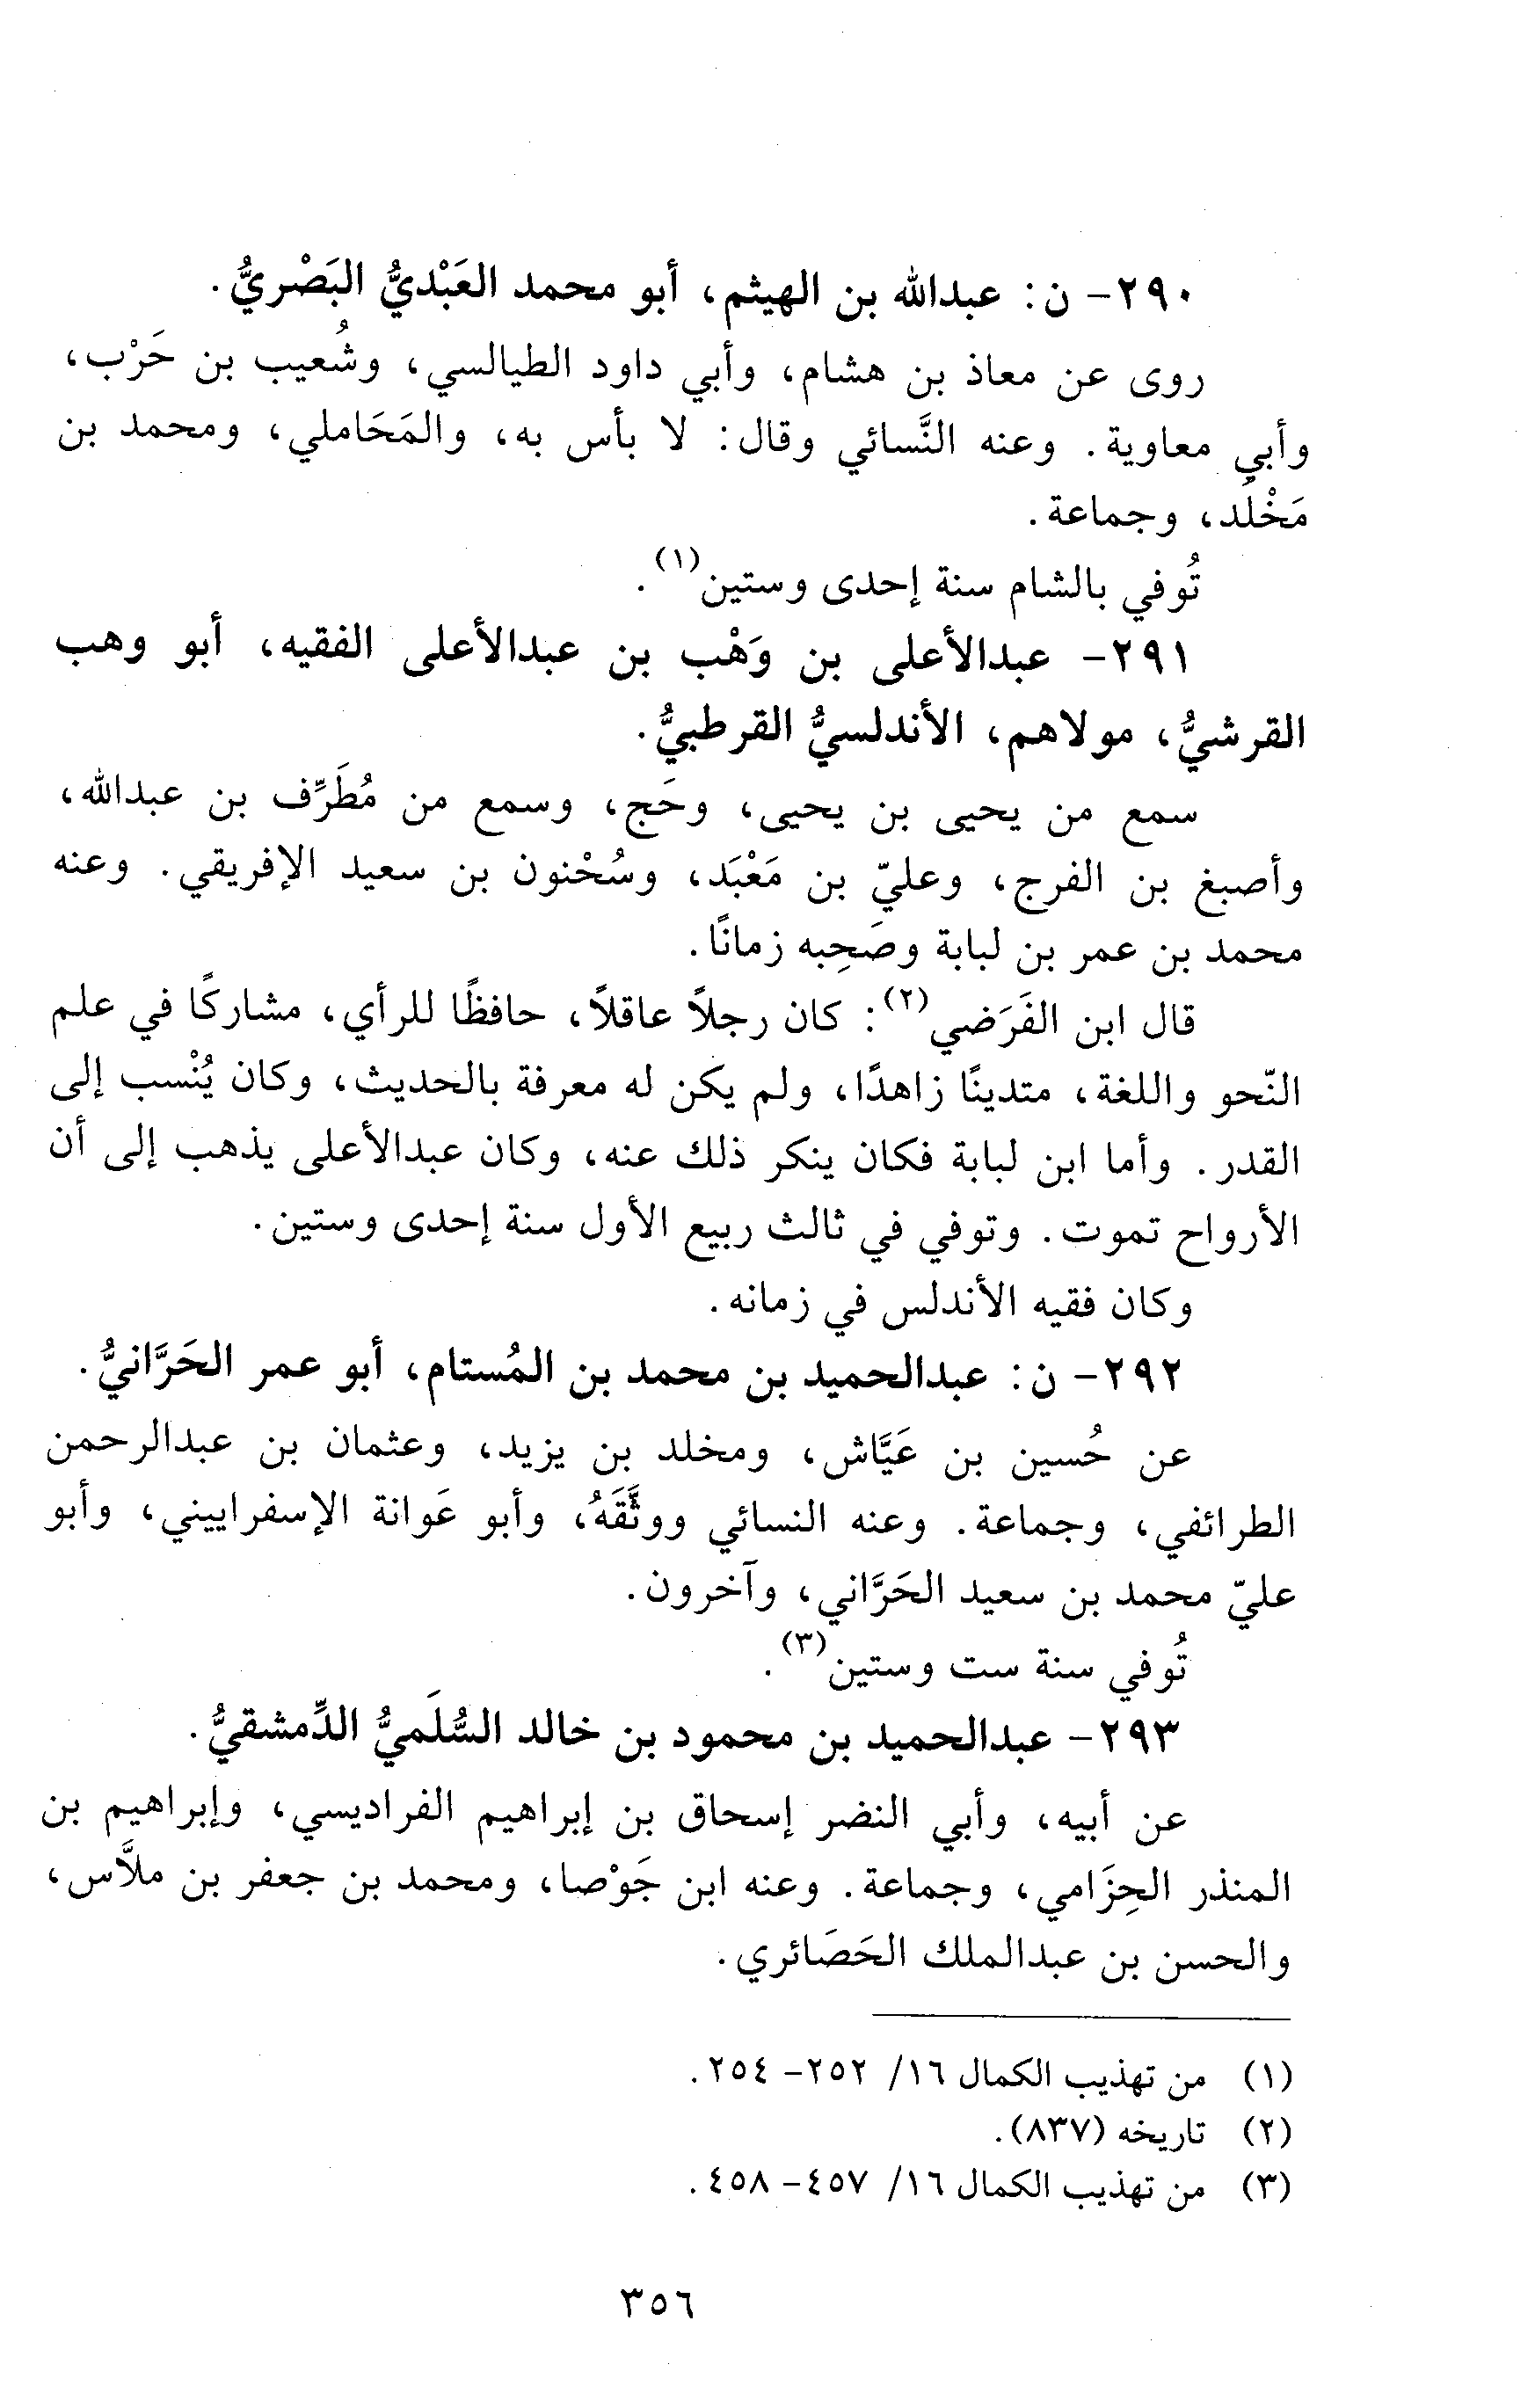 ٢٩٠- ن: عبدالله بن الهيثم، أبو محمد العَبْديُّ البَصْريُّ.
روى عن معاذ بن هشام، وأبي داود الطيالسي، وشُعيب بن حَرْب،
وأبي معاوية. وعنه النَّسائي وقال: لا بأس به، والمَحَاملي، ومحمد بن
مَخْلَد، وجماعة.
تُوفي بالشام سنة إحدى وستين(١).
٢٩١- عبدالأعلى بن وَهْب بن عبدالأعلى الفقيه، أبو وهب
القرشيُّ، مولاهم، الأندلسيُّ القرطبيُّ.
سمع من يحيى بن يحيى، وحَج، وسمع من مُطَرِّف بن عبدالله،
وأصبغ بن الفرج، وعليّ بن مَعْبَد، وسُحْنون بن سعيد الإفريقي. وعنه
محمد بن عمر بن لبابة وصَحِبه زمانًا.
قال ابن الفَرَضي(٢): كان رجلاً عاقلاً، حافظًا للرأي، مشاركًا في علم
النّحو واللغة، متدينًا زاهدًا، ولم يكن له معرفة بالحديث، وكان يُنْسب إلى
القدر. وأما ابن لبابة فكان ينكر ذلك عنه، وكان عبدالأعلى يذهب إلى أن
الأرواح تموت. وتوفي في ثالث ربيع الأول سنة إحدى وستين.
وكان فقيه الأندلس في زمانه.
٢٩٢- ن: عبدالحميد بن محمد بن المُستام، أبو عمر الحَرَّانيُّ.
عن حُسين بن عَيَّاش، ومخلد بن يزيد، وعثمان بن عبدالرحمن
الطرائفي، وجماعة. وعنه النسائي ووثَّقَهُ، وأبو عَوانة الإسفراييني، وأبو
عليّ محمد بن سعيد الحَرَّاني، وآخرون.
تُوفي سنة ست وستين(٣).
٢٩٣- عبدالحميد بن محمود بن خالد السُّلَميُّ الدِّمشقيُّ.
عن أبيه، وأبي النضر إسحاق بن إبراهيم الفراديسي، وإبراهيم بن
المنذر الحِزَامي، وجماعة. وعنه ابن جَوْصا، ومحمد بن جعفر بن ملاَّس،
والحسن بن عبدالملك الحَصَائري.
(١) من تهذيب الكمال ١٦/ ٢٥٢- ٢٥٤.
(٢) تاريخه (٨٣٧).
(٣) من تهذيب الكمال ١٦/ ٤٥٧- ٤٥٨.
٣٥٦